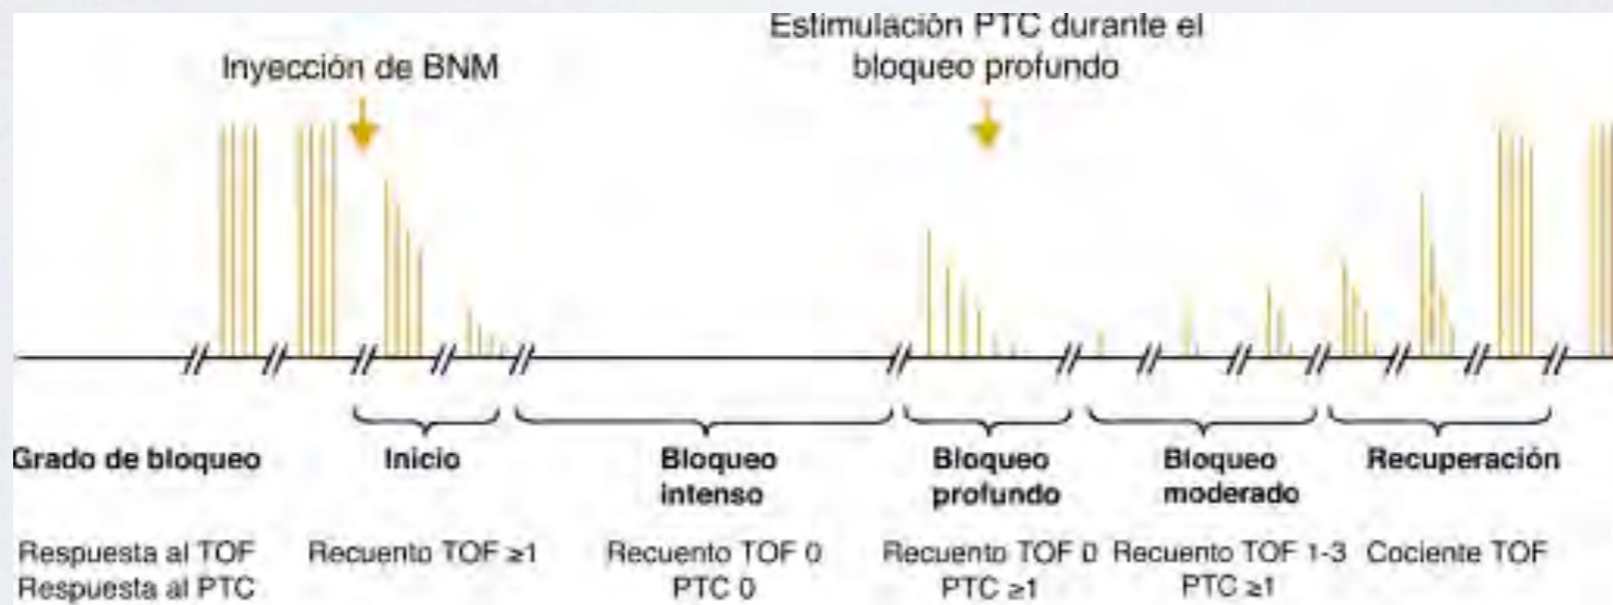 Estimulación PTC durante el
Inyección de BNM
bloqueo profundo
Grado de bloqueo
Inicio
Bloqueo
intenso
Bloqueo
profundo
Bloqueo
moderado
Recuperación
Respuesta al TOF
Recuento TOF ≥1
Recuento TOF 0
Recuento TOF 0
Recuento TOF 1-3
Cociente TOF
Respuesta al PTC
PTC 0
PTC ≥1
PTC ≥1